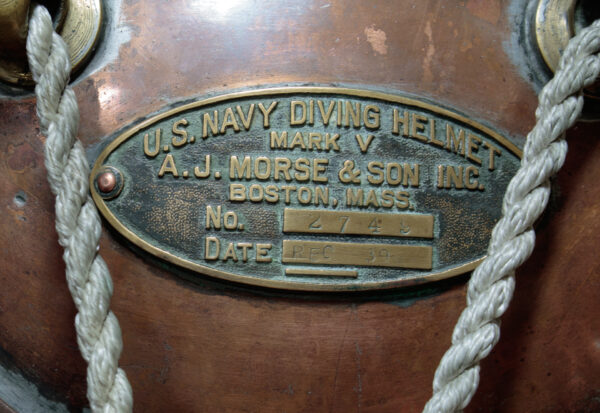 U.S. NAVY DIVING HELMET
MARK V
A.J. MORSE & SON INC.
BOSTON, MASS.
No.
DATE